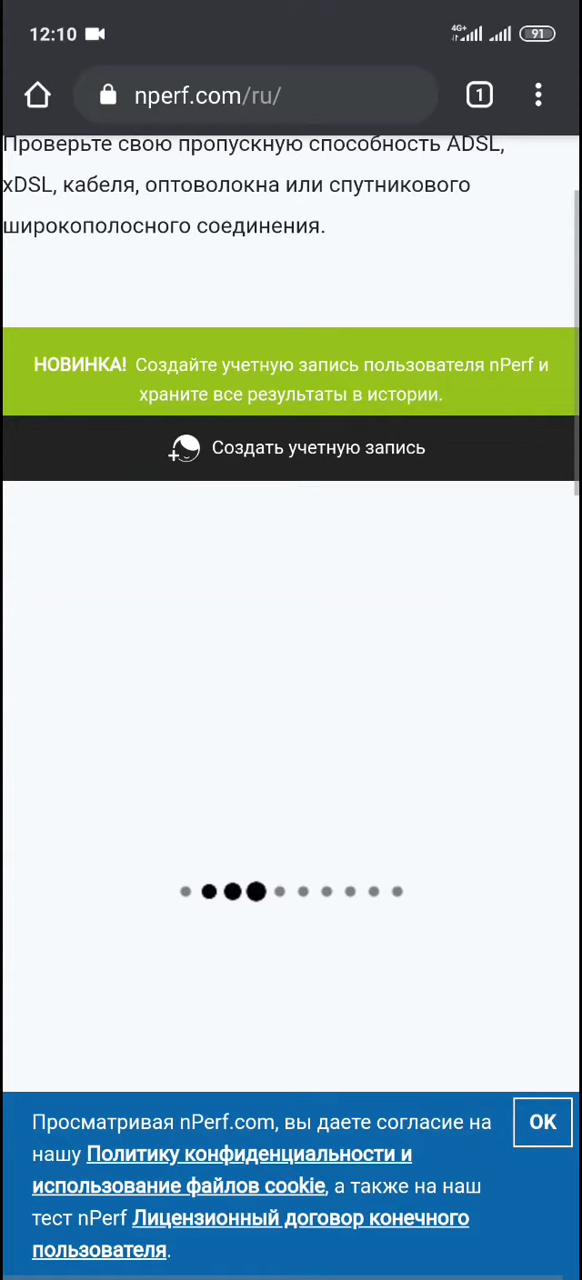 12:10
4G+
91
nperf.com/ru/
1
Проверьте свою пропускную способность ADSL,
xDSL, кабеля, оптоволокна или спутникового
широкополосного соединения.
НОВИНКА! Создайте учетную запись пользователя nPerf и
храните все результаты в истории.
Создать учетную запись
Просматривая nPerf.com, вы даете согласие на
нашу Политику конфиденциальности и
использование файлов cookie, а также на наш
тест nPerf Лицензионный договор конечного
пользователя.
OK